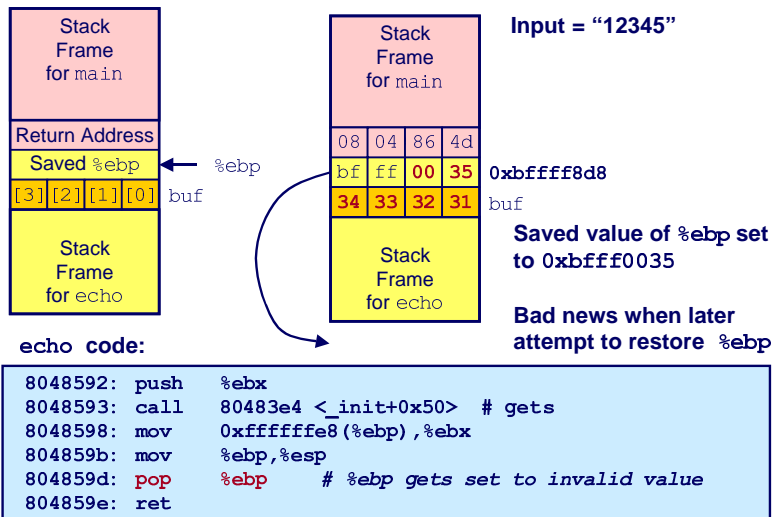 Stack
Frame
for main
Return Address
Saved %ebp
%ebp
[3] [2] [1] [0]
buf
Stack
Frame
for echo
Stack
Frame
for main
08 04 86 4d
bf ff 00 35
0xbffff8d8
34 33 32 31
buf
Stack
Frame
for echo
Input = “12345”
Saved value of %ebp set
to 0xbfff0035
Bad news when later
attempt to restore %ebp
echo code:
8048592: push %ebx
8048593: call 80483e4 <_init+0x50> # gets
8048598: mov 0xffffffe8(%ebp),%ebx
804859b: mov %ebp,%esp
804859d: pop %ebp # %ebp gets set to invalid value
804859e: ret